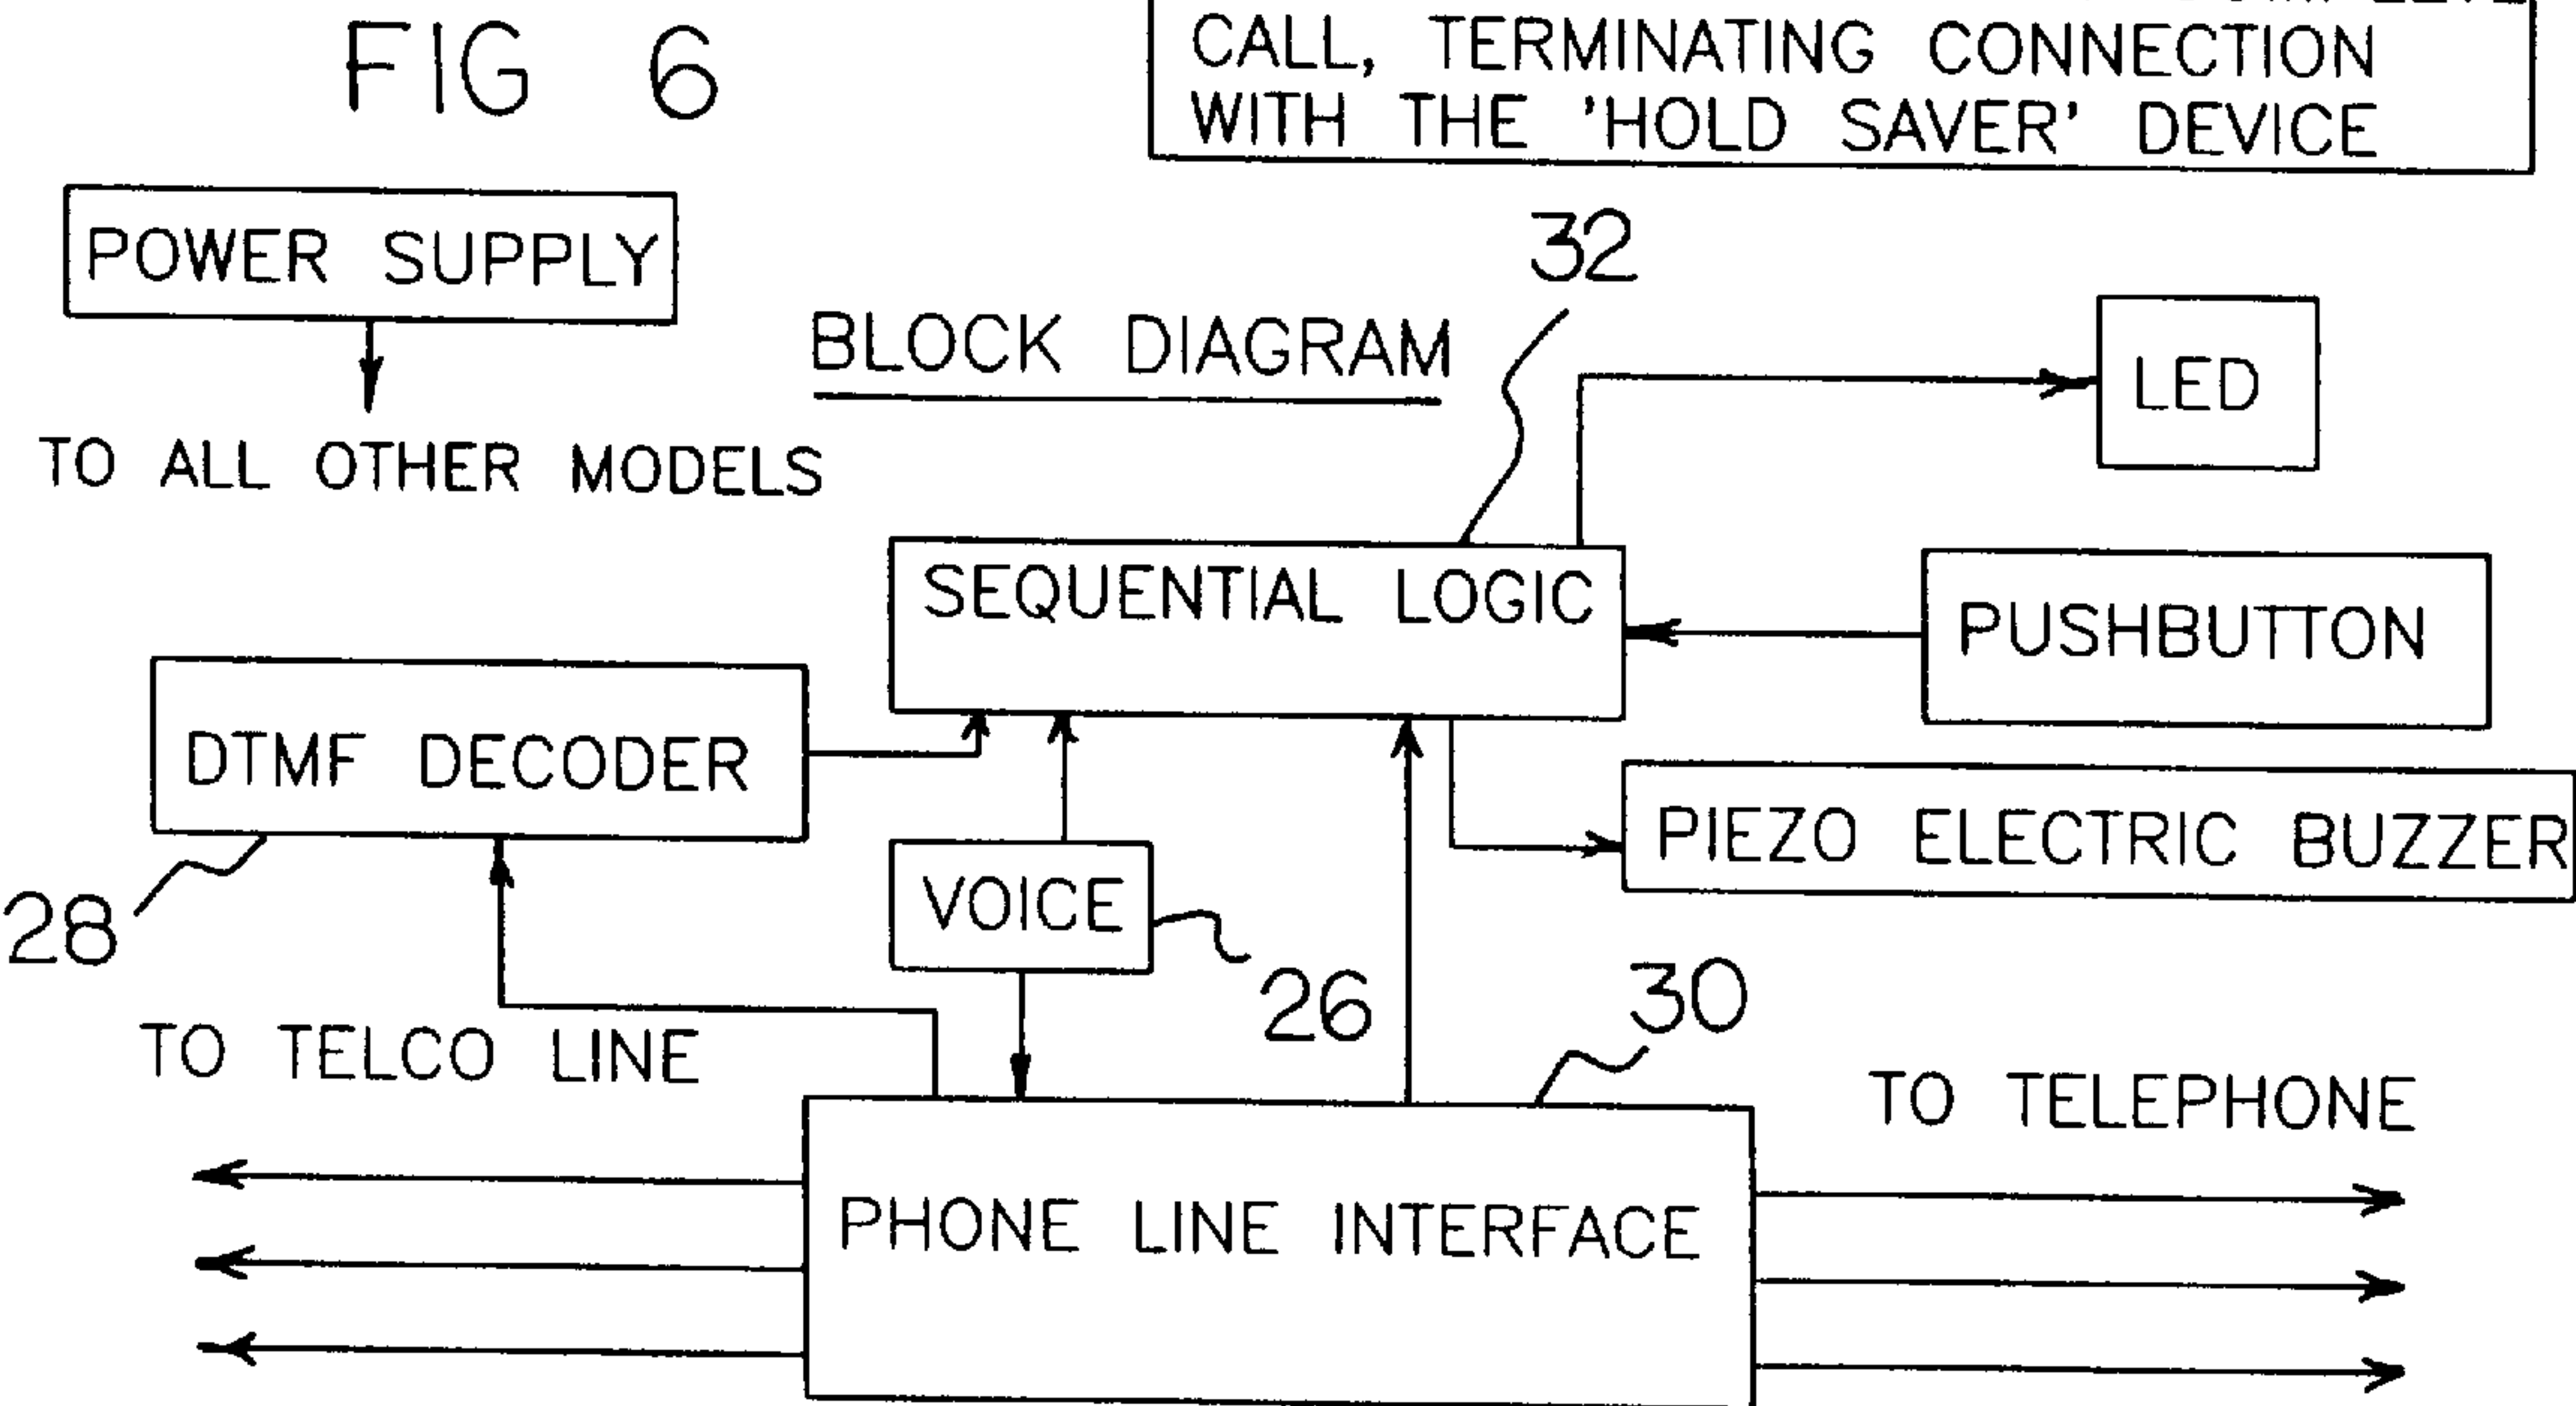 FIG 6
CALL, TERMINATING CONNECTION
WITH THE 'HOLD SAVER' DEVICE
POWER SUPPLY
32
BLOCK DIAGRAM
LED
TO ALL OTHER MODELS
SEQUENTIAL LOGIC
PUSHBUTTON
DTMF DECODER
PIEZO ELECTRIC BUZZER
28
VOICE
26
30
TO TELCO LINE
TO TELEPHONE
PHONE LINE INTERFACE